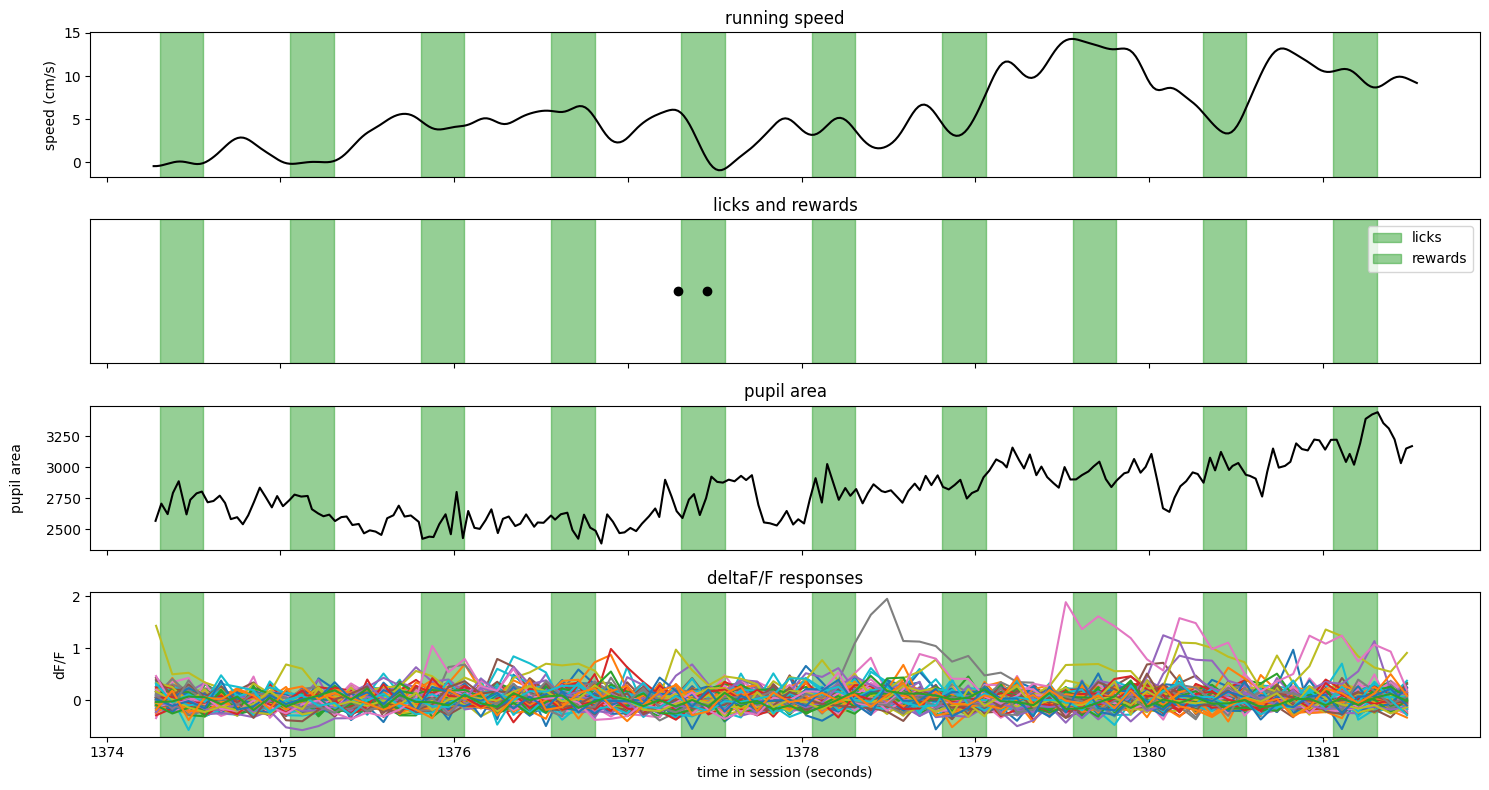 running speed
15
10
5
0
speed (cm/s)
licks and rewards
licks
rewards
pupil area
3250
3000
2750
2500
pupil area
deltaF/F responses
2
1
0
dF/F
1374 1375 1376 1377 1378 1379 1380 1381
time in session (seconds)